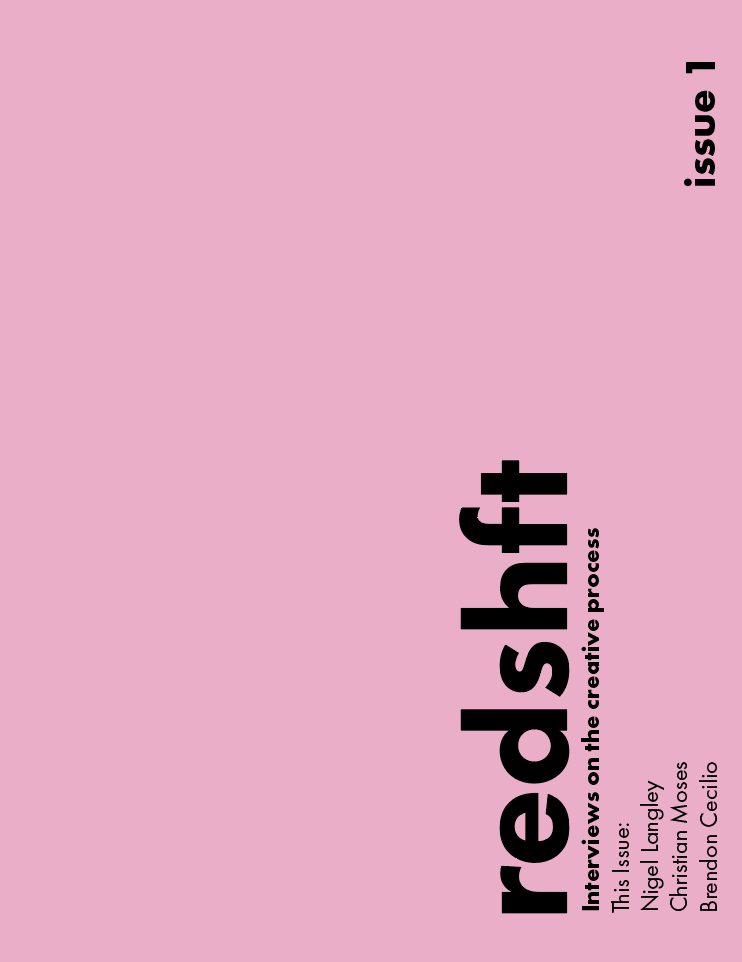 redshft
Interviews on the creative process
This Issue:
Nigel Langley
Christian Moses
Brendon Cecilio
issue 1